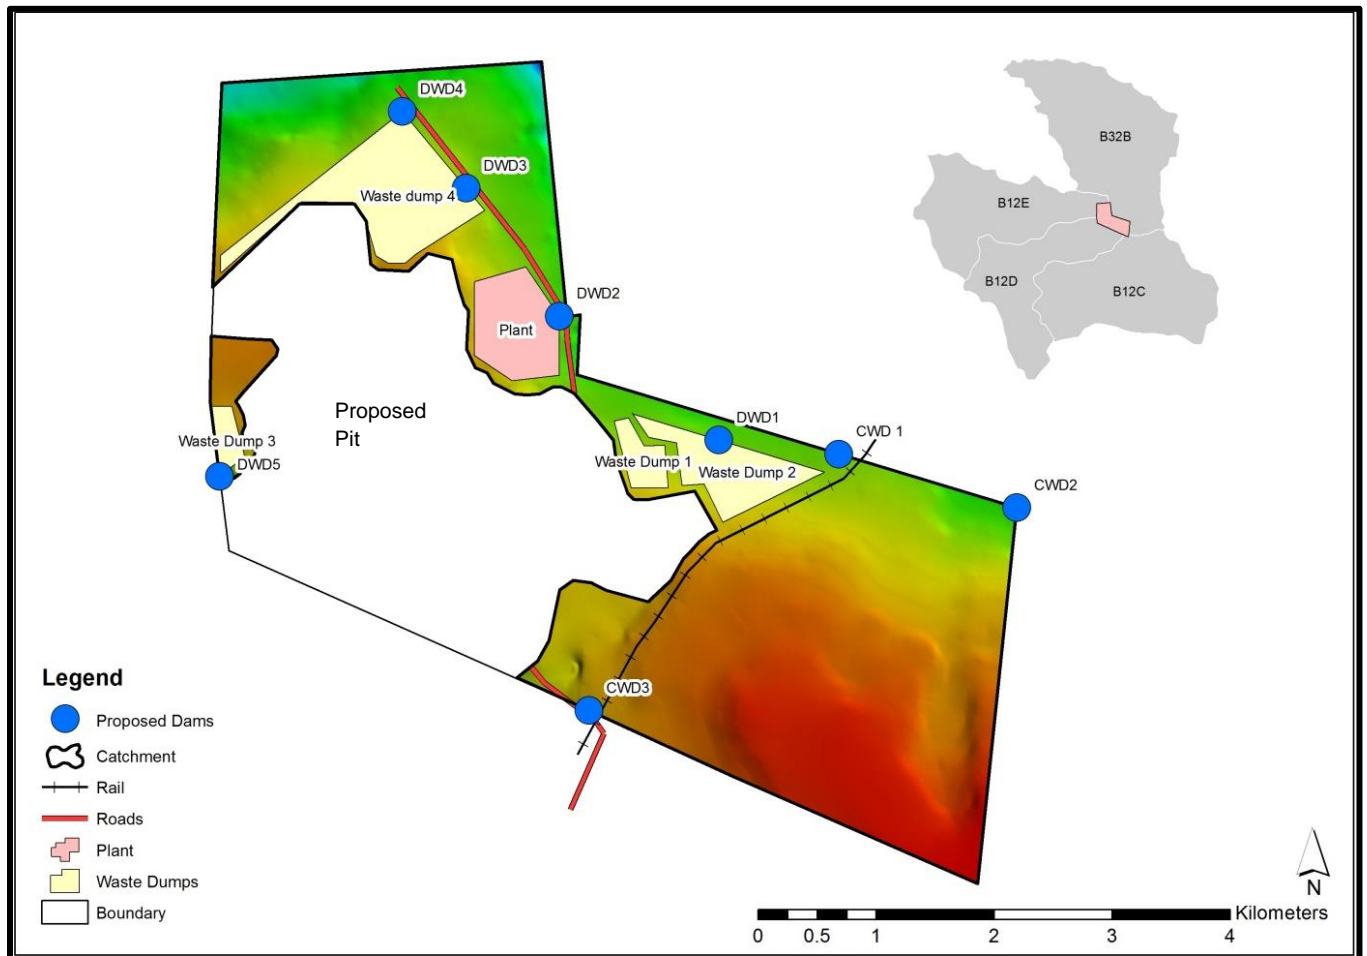 DWD4
DWD3
Waste dump 4
DWD2
Plant
Proposed
Pit
Waste Dump 3
DWD5
DWD1
CWD 1
Waste Dump 1
Waste Dump 2
CWD2
CWD3
B32B
B12E
B12D
B12C
Legend
Proposed Dams
Catchment
Rail
Roads
Plant
Waste Dumps
Boundary
N
Kilometers
0 0.5 1 2 3 4